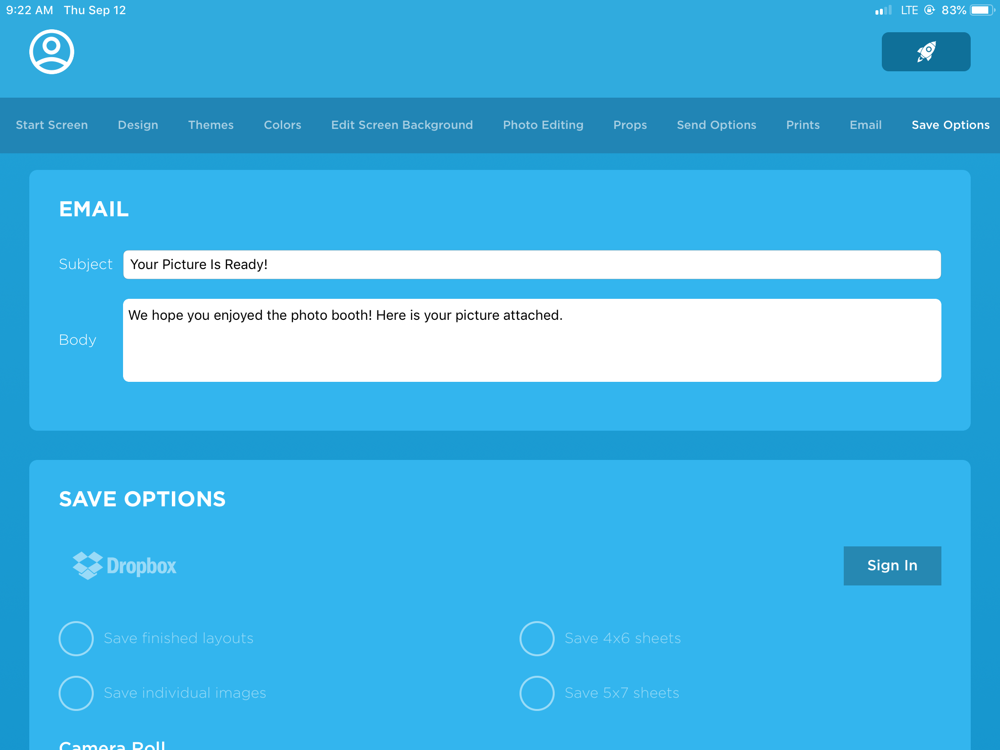 9:22 AM Thu Sep 12 LTE 83%
Start Screen Design Themes Colors Edit Screen Background Photo Editing Props Send Options Prints Email Save Options
EMAIL
Subject Your Picture Is Ready!
We hope you enjoyed the photo booth! Here is your picture attached.
Body
SAVE OPTIONS
Dropbox Sign In
Save finished layouts Save 4x6 sheets
Save individual images Save 5x7 sheets
Camera Roll